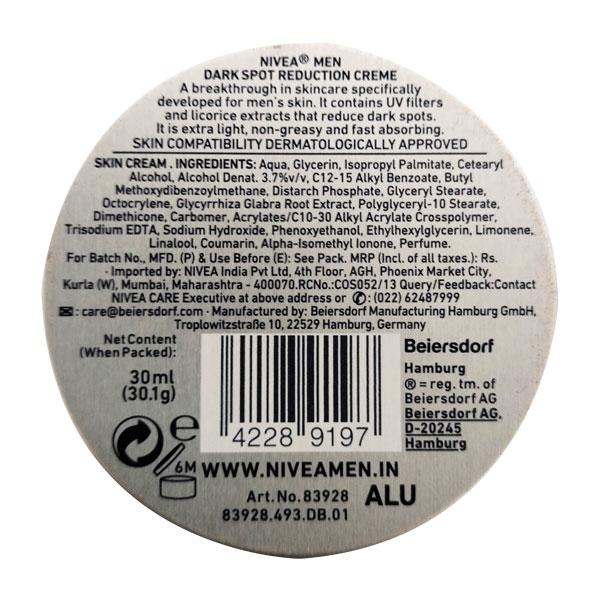 NIVEA® MEN
DARK SPOT REDUCTION CREME
A breakthrough in skincare specifically
developed for men's skin. It contains UV filters
and licorice extracts that reduce dark spots.
It is extra light, non-greasy and fast absorbing.
SKIN COMPATIBILITY DERMATOLOGICALLY APPROVED
SKIN CREAM . INGREDIENTS: Aqua, Glycerin, Isopropyl Palmitate, Cetearyl
Alcohol, Alcohol Denat. 3.7%v/v, C12-15 Alkyl Benzoate, Butyl
Methoxydibenzoylmethane, Distarch Phosphate, Glyceryl Stearate,
Octocrylene, Glycyrrhiza Glabra Root Extract, Polyglyceryl-10 Stearate,
Dimethicone, Carbomer, Acrylates/C10-30 Alkyl Acrylate Crosspolymer,
Trisodium EDTA, Sodium Hydroxide, Phenoxyethanol, Ethylhexylglycerin, Limonene,
Linalool, Coumarin, Alpha-Isomethyl Ionone, Perfume.
For Batch No., MFD. (P) & Use Before (E): See Pack. MRP (Incl. of all taxes.): Rs.
· Imported by: NIVEA India Pvt Ltd, 4th Floor, AGH, Phoenix Market City,
Kurla (W), Mumbai, Maharashtra - 400070.RCNo.:COS052/13 Query/Feedback:Contact
NIVEA CARE Executive at above address or ✆: (022) 62487999
✉: care@beiersdorf.com · Manufactured by: Beiersdorf Manufacturing Hamburg GmbH,
Troplowitzstraße 10, 22529 Hamburg, Germany
Net Content
(When Packed):
30ml
(30.1g)
4228 9197
Beiersdorf
Hamburg
® = reg. tm. of
Beiersdorf AG
Beiersdorf AG,
D-20245
Hamburg
℮
6M
WWW.NIVEAMEN.IN
Art.No.83928
83928.493.DB.01
ALU